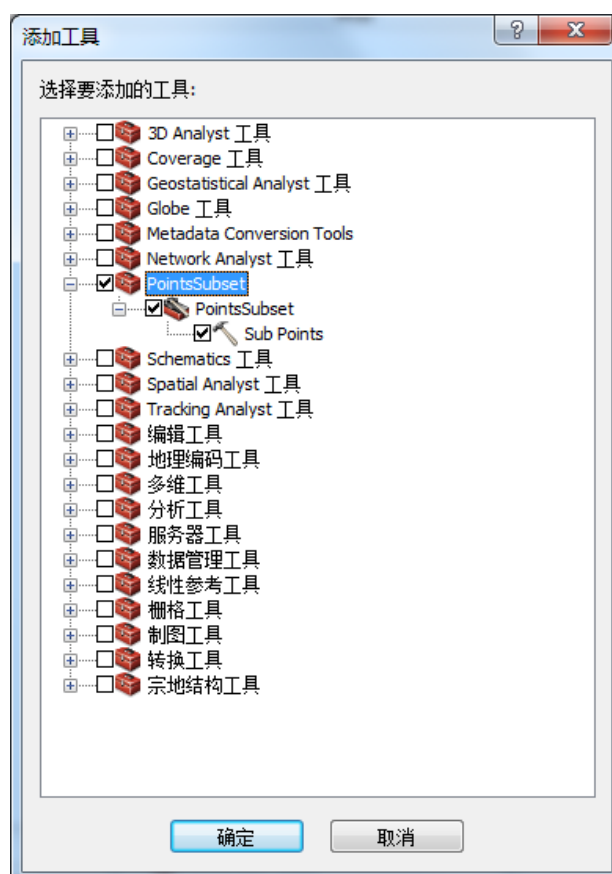 添加工具
选择要添加的工具:
3D Analyst 工具
Coverage 工具
Geostatistical Analyst 工具
Globe 工具
Metadata Conversion Tools
Network Analyst 工具
PointsSubset
PointsSubset
Sub Points
Schematics 工具
Spatial Analyst 工具
Tracking Analyst 工具
编辑工具
地理编码工具
多维工具
分析工具
服务器工具
数据管理工具
线性参考工具
栅格工具
制图工具
转换工具
宗地结构工具
确定 取消